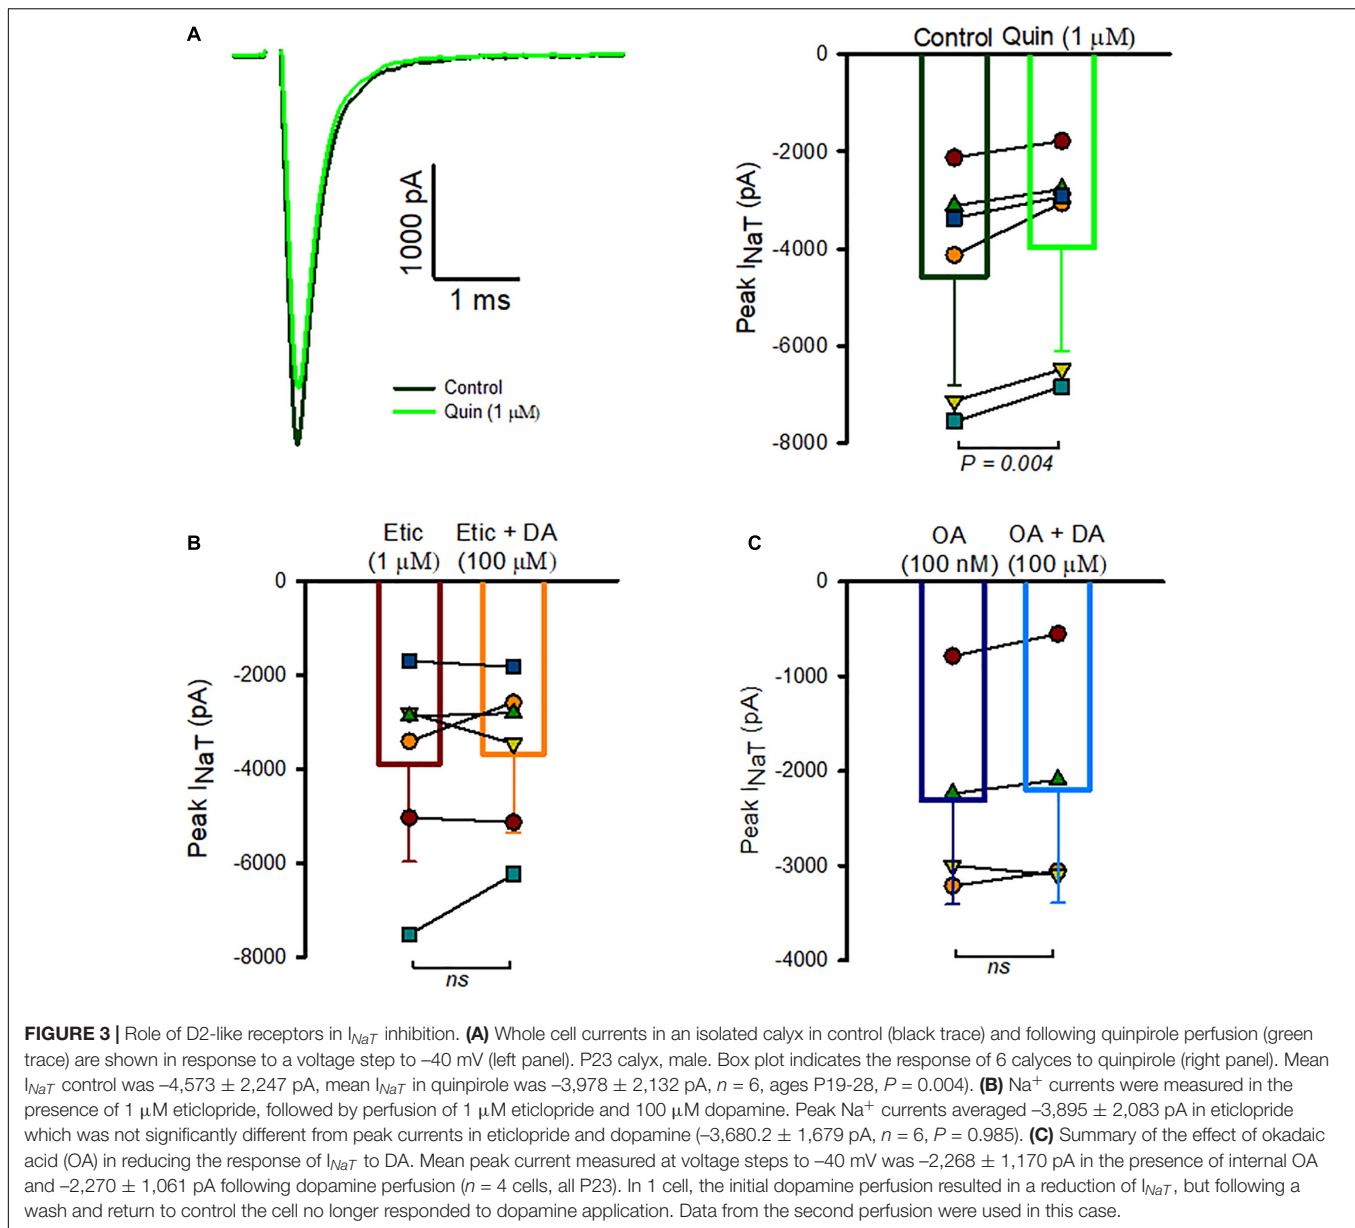 A
1000 pA
1 ms
Control
Quin (1 μM)
Control Quin (1 μM)
Peak INaT (pA)
0
-2000
-4000
-6000
-8000
P = 0.004
B
Etic
(1 μM)
Etic + DA
(100 μM)
Peak INaT (pA)
0
-2000
-4000
-6000
-8000
ns
C
OA
(100 nM)
OA + DA
(100 μM)
Peak INaT (pA)
0
-1000
-2000
-3000
-4000
ns
FIGURE 3 | Role of D2-like receptors in INaT inhibition. (A) Whole cell currents in an isolated calyx in control (black trace) and following quinpirole perfusion (green
trace) are shown in response to a voltage step to –40 mV (left panel). P23 calyx, male. Box plot indicates the response of 6 calyces to quinpirole (right panel). Mean
INaT control was –4,573 ± 2,247 pA, mean INaT in quinpirole was –3,978 ± 2,132 pA, n = 6, ages P19-28, P = 0.004). (B) Na+ currents were measured in the
presence of 1 μM eticlopride, followed by perfusion of 1 μM eticlopride and 100 μM dopamine. Peak Na+ currents averaged –3,895 ± 2,083 pA in eticlopride
which was not significantly different from peak currents in eticlopride and dopamine (–3,680.2 ± 1,679 pA, n = 6, P = 0.985). (C) Summary of the effect of okadaic
acid (OA) in reducing the response of INaT to DA. Mean peak current measured at voltage steps to –40 mV was –2,268 ± 1,170 pA in the presence of internal OA
and –2,270 ± 1,061 pA following dopamine perfusion (n = 4 cells, all P23). In 1 cell, the initial dopamine perfusion resulted in a reduction of INaT, but following a
wash and return to control the cell no longer responded to dopamine application. Data from the second perfusion were used in this case.